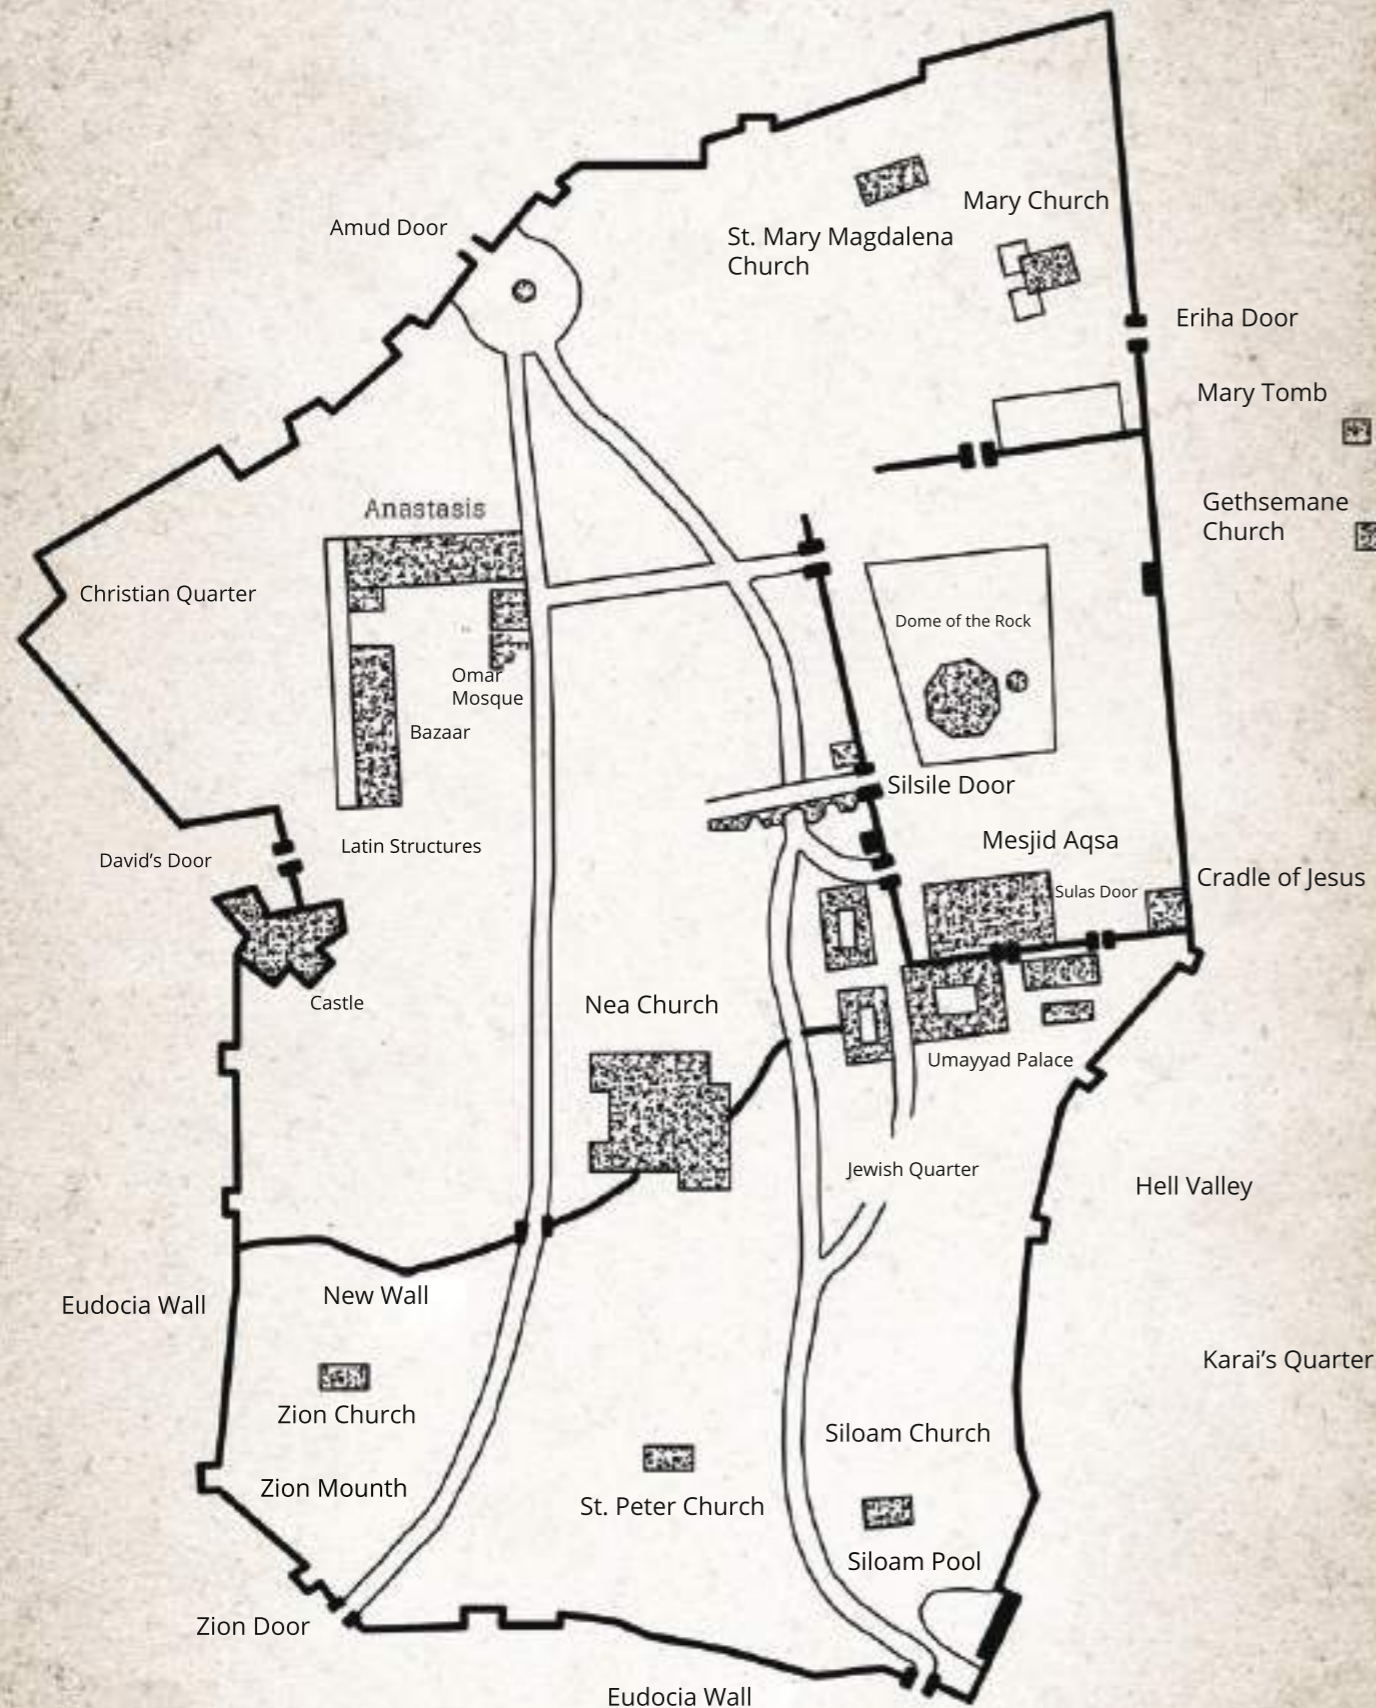 Mary Church
Amud Door
St. Mary Magdalena
Church
Eriha Door
Mary Tomb
Gethsemane
Church
Anastasis
Christian Quarter
Dome of the Rock
Omar
Mosque
Bazaar
Silsile Door
Latin Structures
Mesjid Aqsa
David's Door
Cradle of Jesus
Sulas Door
Castle
Nea Church
Umayyad Palace
Jewish Quarter
Hell Valley
New Wall
Eudocia Wall
Karai's Quarter
Zion Church
Siloam Church
Zion Mounth
St. Peter Church
Siloam Pool
Zion Door
Eudocia Wall